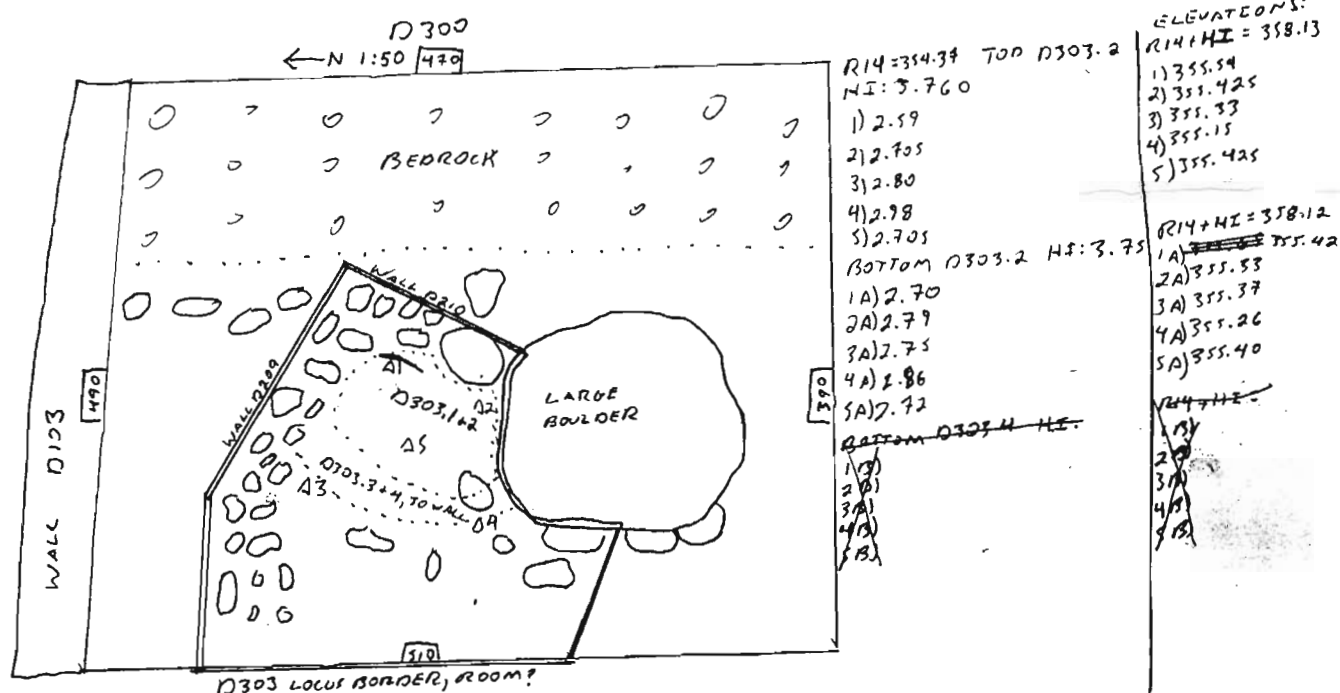 D300
←N 1:50 470
BEDROCK
WALL D210
WALL D209
WALL D103
490
390
510
LARGE
BOULDER
Δ1
Δ2
D303.1+2
Δ5
D303.3+4, TO WALL
Δ3
Δ4
D303 LOCUS BORDER, ROOM?
R14=354.37 TOP D303.2
HI: 3.760
1) 2.59
2) 2.705
3) 2.80
4) 2.98
5) 2.705
BOTTOM D303.2 HI: 3.75
1A) 2.70
2A) 2.79
3A) 2.75
4A) 2.86
5A) 2.72
BOTTOM D303.4 HI:
1B)
2B)
3B)
4B)
5B)
ELEVATIONS:
R14+HI = 358.13
1) 355.54
2) 355.425
3) 355.33
4) 355.15
5) 355.425
R14+HI = 358.12
1A) 355.42
2A) 355.33
3A) 355.37
4A) 355.26
5A) 355.40
R14+HI=
1B)
2B)
3B)
4B)
5B)